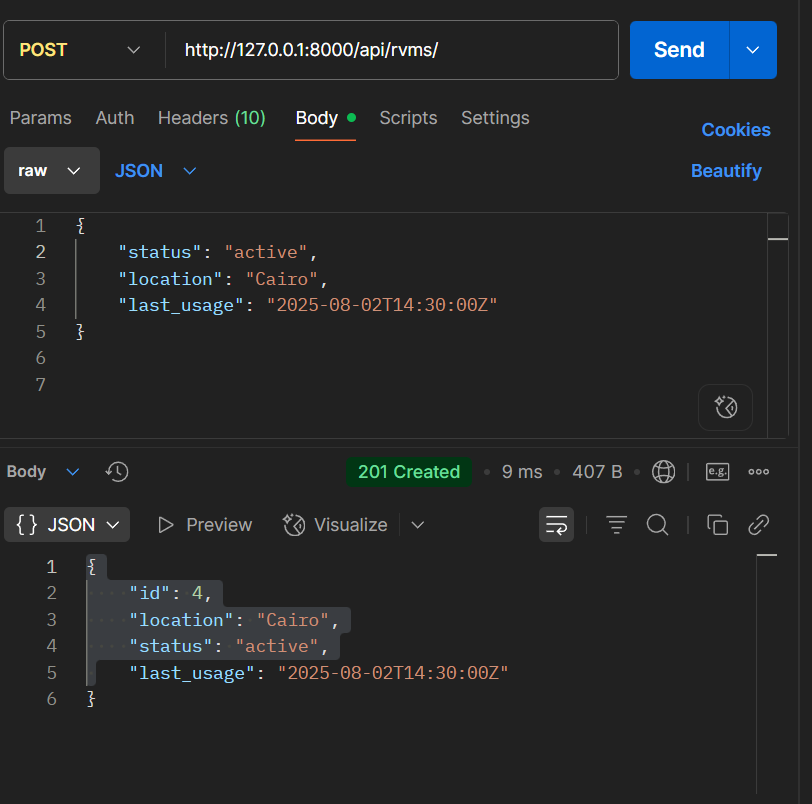 POST http://127.0.0.1:8000/api/rvms/ Send
Params Auth Headers (10) Body Scripts Settings Cookies
raw JSON Beautify
1 {
2 "status": "active",
3 "location": "Cairo",
4 "last_usage": "2025-08-02T14:30:00Z"
5 }
6
7
Body 201 Created • 9 ms • 407 B • e.g.
{} JSON Preview Visualize
1 {
2 "id": 4,
3 "location": "Cairo",
4 "status": "active",
5 "last_usage": "2025-08-02T14:30:00Z"
6 }